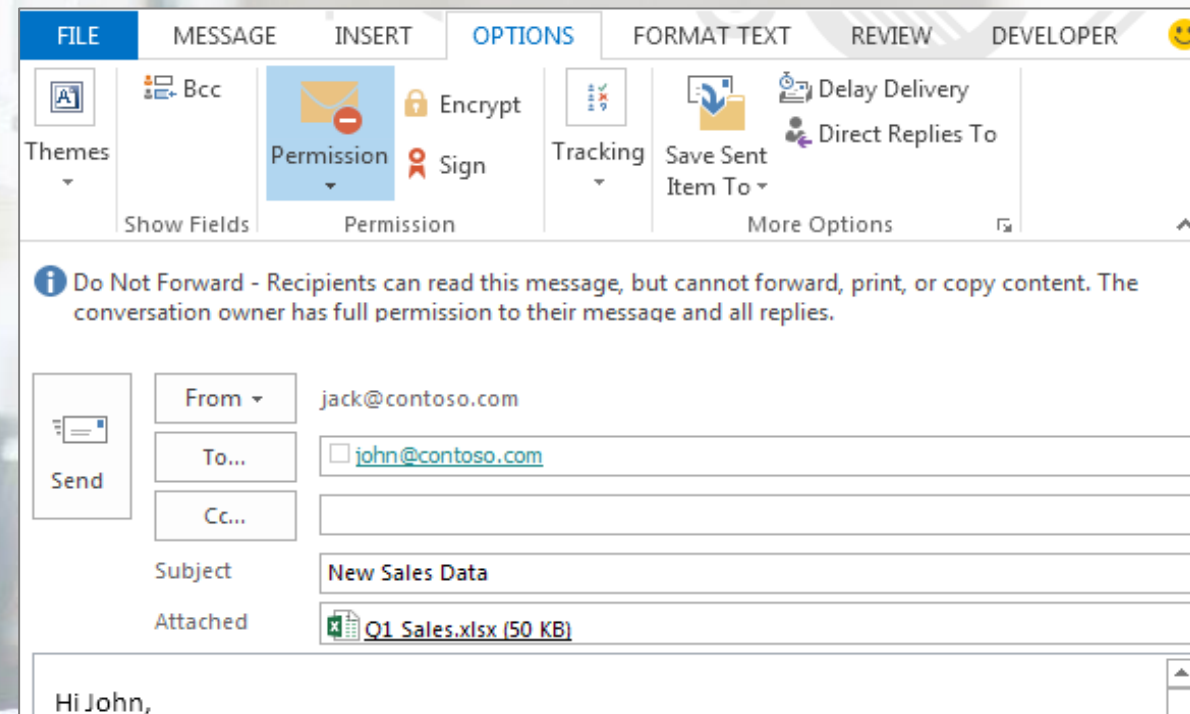 FILE MESSAGE INSERT OPTIONS FORMAT TEXT REVIEW DEVELOPER
Themes
Bcc
Show Fields
Permission
Encrypt
Sign
Permission
Tracking
Save Sent
Item To
Delay Delivery
Direct Replies To
More Options
Do Not Forward - Recipients can read this message, but cannot forward, print, or copy content. The
conversation owner has full permission to their message and all replies.
Send
From jack@contoso.com
To... john@contoso.com
Cc...
Subject New Sales Data
Attached Q1 Sales.xlsx (50 KB)
Hi John,